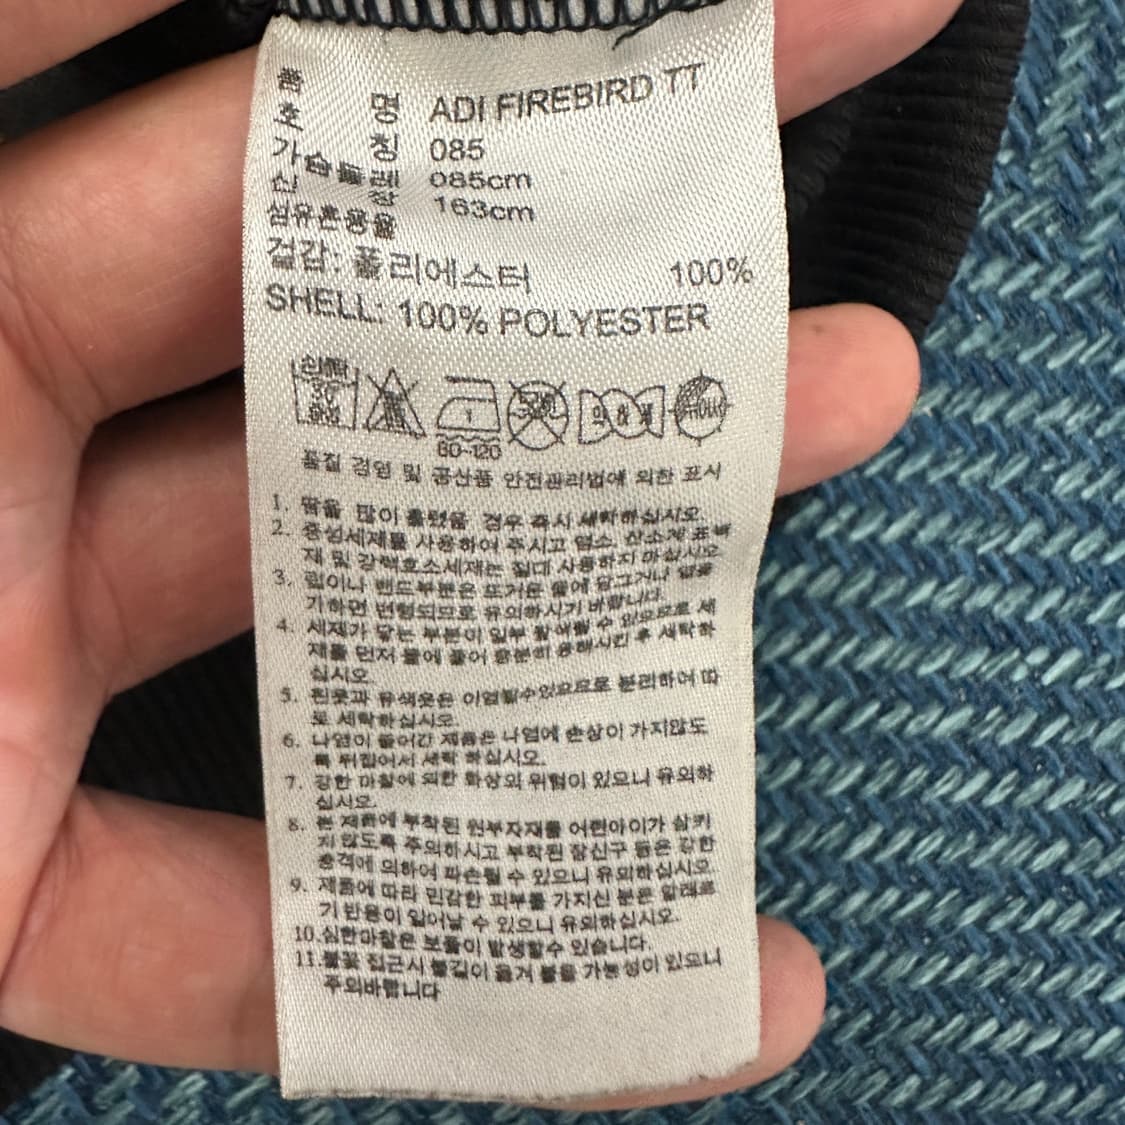 품 명 ADI FIREBIRD TT
호 칭 085
가슴둘레 085cm
신장 163cm
섬유혼용율
겉감: 폴리에스터 100%
SHELL: 100% POLYESTER
약 30℃
중성
1
80~120
약하게
품질 경영 및 공산품 안전관리법에 의한 표시
1. 땀을 많이 흘렸을 경우 즉시 세탁하십시오.
2. 중성세제를 사용하여 주시고 염소, 산소계 표백
제 및 강력효소세제는 절대 사용하지 마십시오
3. 립이나 밴드부분은 뜨거운 물에 담그거나 열을
가하면 변형되므로 유의하시기 바랍니다.
4. 세제가 닿는 부분이 일부 탈색될 수 있으므로 세
제를 먼저 물에 풀어 충분히 용해시킨 후 세탁하
십시오.
5. 흰옷과 유색옷은 이염될수있으므로 분리하여 따
로 세탁하십시오.
6. 나염이 들어간 제품은 나염에 손상이 가지않도
록 뒤집어서 세탁 하십시오.
7. 강한 마찰에 의한 화상의 위험이 있으니 유의하
십시오.
8. 본 제품에 부착된 원부자재를 어린아이가 삼키
지 않도록 주의하시고 부착된 장신구 등은 강한
충격에 의하여 파손될 수 있으니 유의하십시오.
9. 제품에 따라 민감한 피부를 가지신 분은 알레르
기 반응이 일어날 수 있으니 유의하십시오.
10.심한마찰은 보풀이 발생할수 있습니다.
11.불꽃 접근시 불길이 옮겨 붙을 가능성이 있으니
주의바랍니다